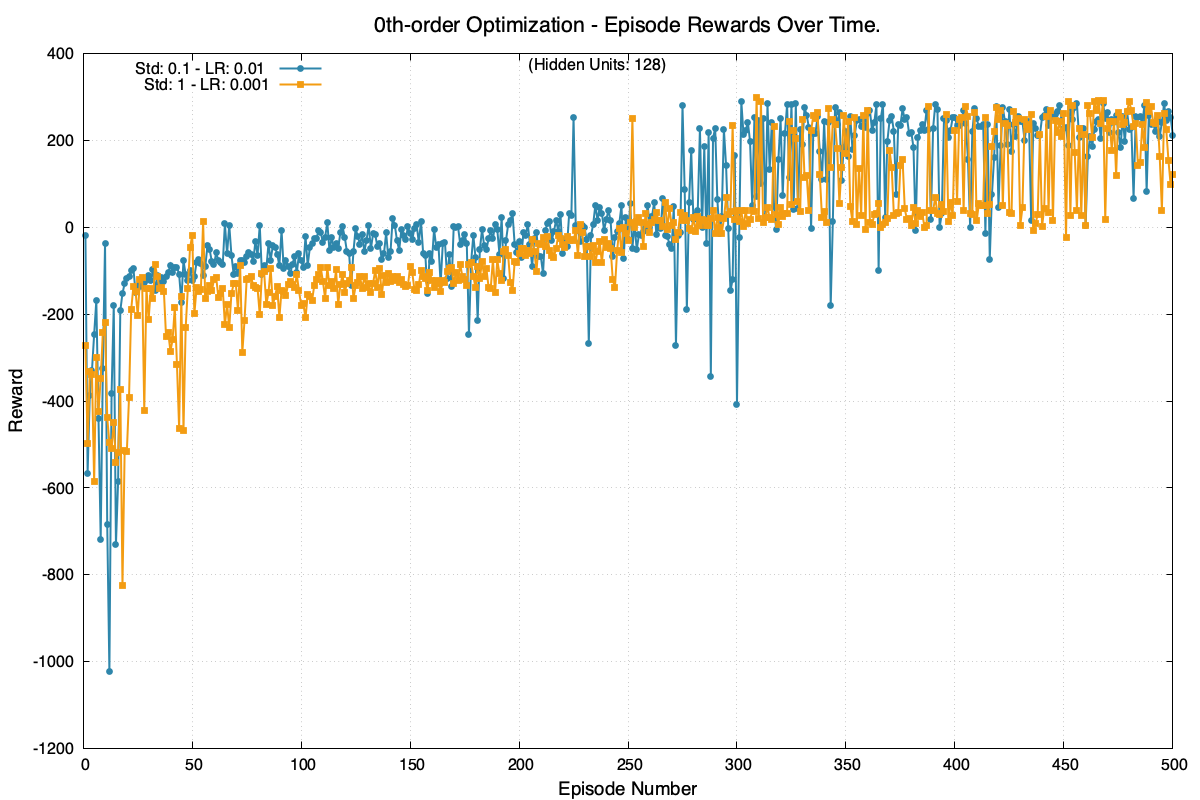 0th-order Optimization - Episode Rewards Over Time.
(Hidden Units: 128)
Std: 0.1 - LR: 0.01
Std: 1 - LR: 0.001
400
200
0
-200
-400
-600
-800
-1000
-1200
Reward
0 50 100 150 200 250 300 350 400 450 500
Episode Number